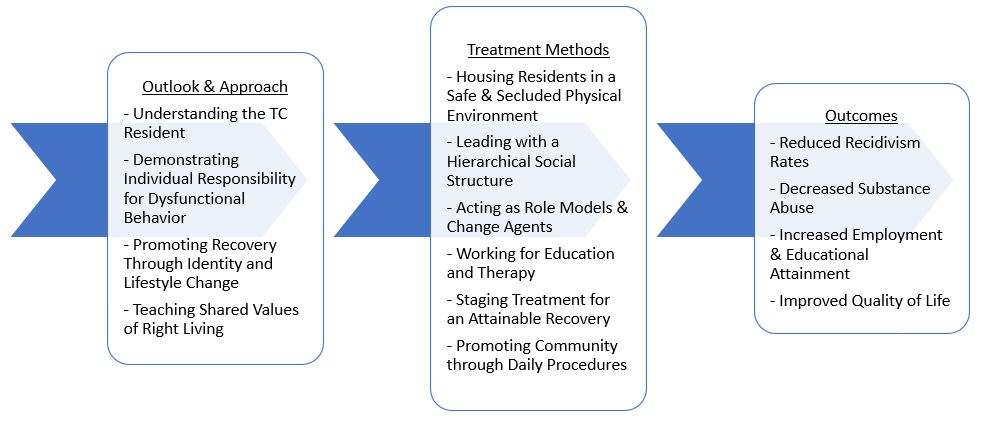 Outlook & Approach
- Understanding the TC
Resident
- Demonstrating
Individual Responsibility
for Dysfunctional
Behavior
- Promoting Recovery
Through Identity and
Lifestyle Change
- Teaching Shared Values
of Right Living
Treatment Methods
- Housing Residents in a
Safe & Secluded Physical
Environment
- Leading with a
Hierarchical Social
Structure
- Acting as Role Models &
Change Agents
- Working for Education
and Therapy
- Staging Treatment for
an Attainable Recovery
- Promoting Community
through Daily Procedures
Outcomes
- Reduced Recidivism
Rates
- Decreased Substance
Abuse
- Increased Employment
& Educational
Attainment
- Improved Quality of Life